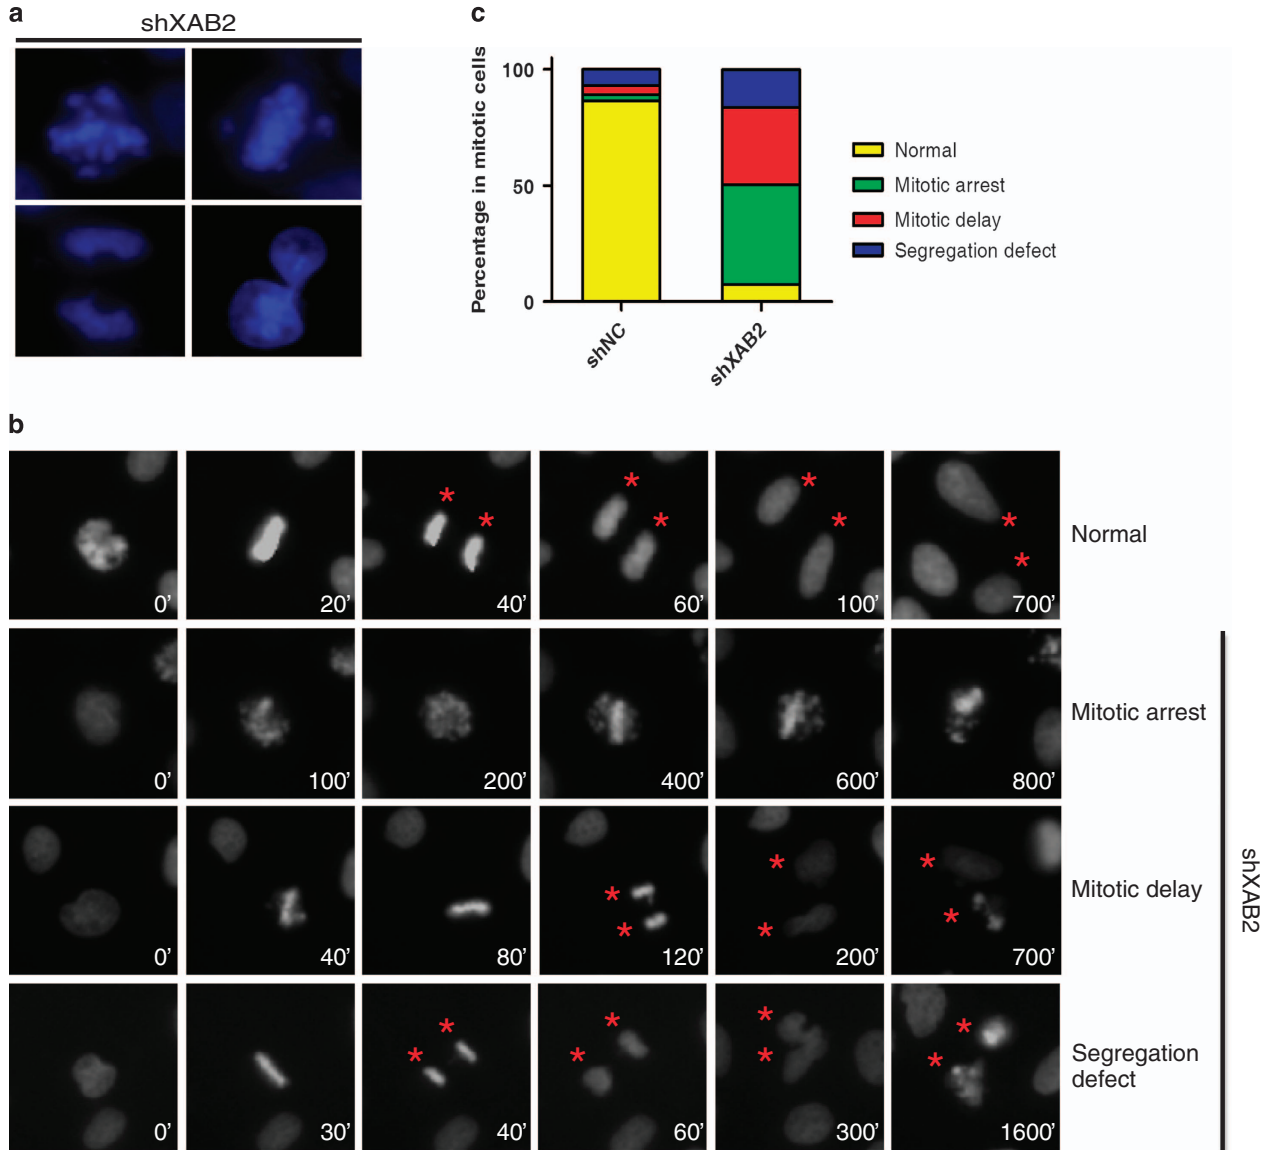 a
shXAB2
c
Percentage in mitotic cells
100
50
0
shNC
shXAB2
Normal
Mitotic arrest
Mitotic delay
Segregation defect
b
0’ 20’ 40’ 60’ 100’ 700’
Normal
0’ 100’ 200’ 400’ 600’ 800’
Mitotic arrest
0’ 40’ 80’ 120’ 200’ 700’
Mitotic delay
0’ 30’ 40’ 60’ 300’ 1600’
Segregation
defect
shXAB2